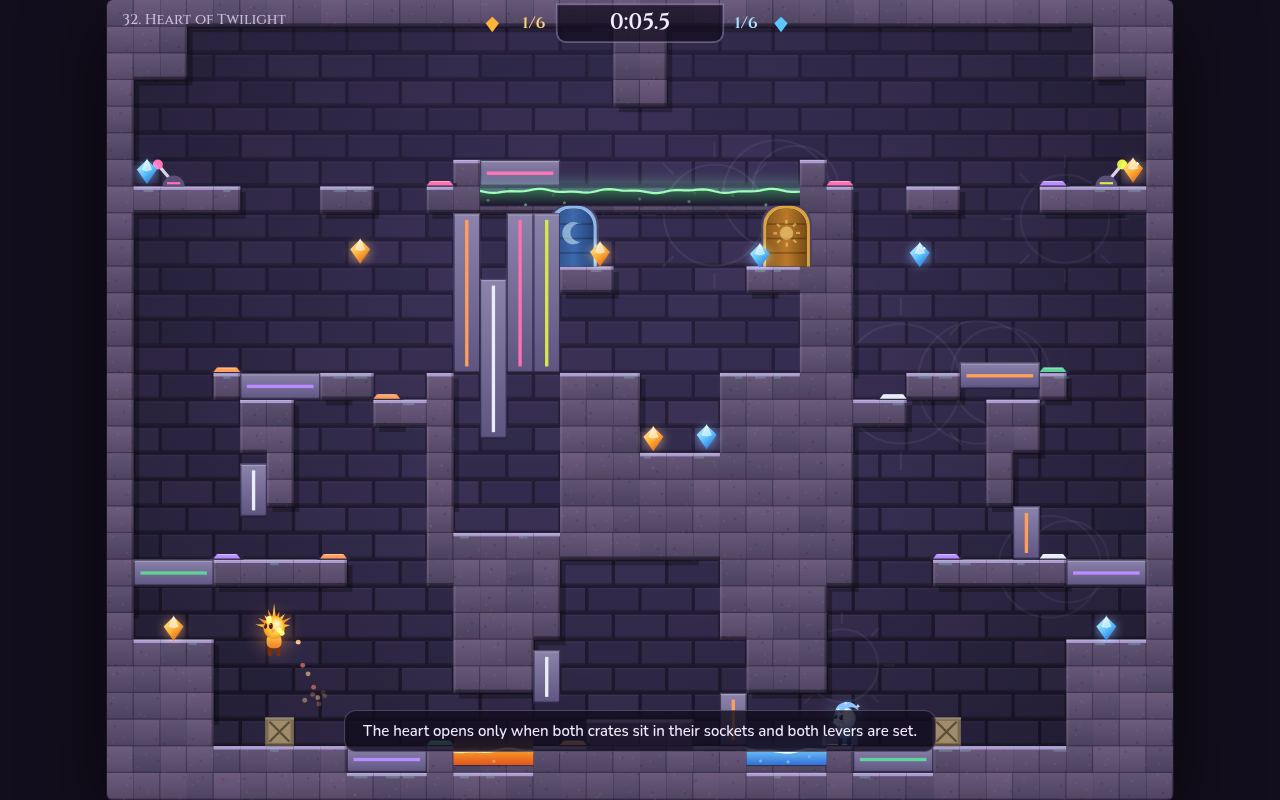 32. Heart of Twilight
1/6
0:05.5
1/6
The heart opens only when both crates sit in their sockets and both levers are set.